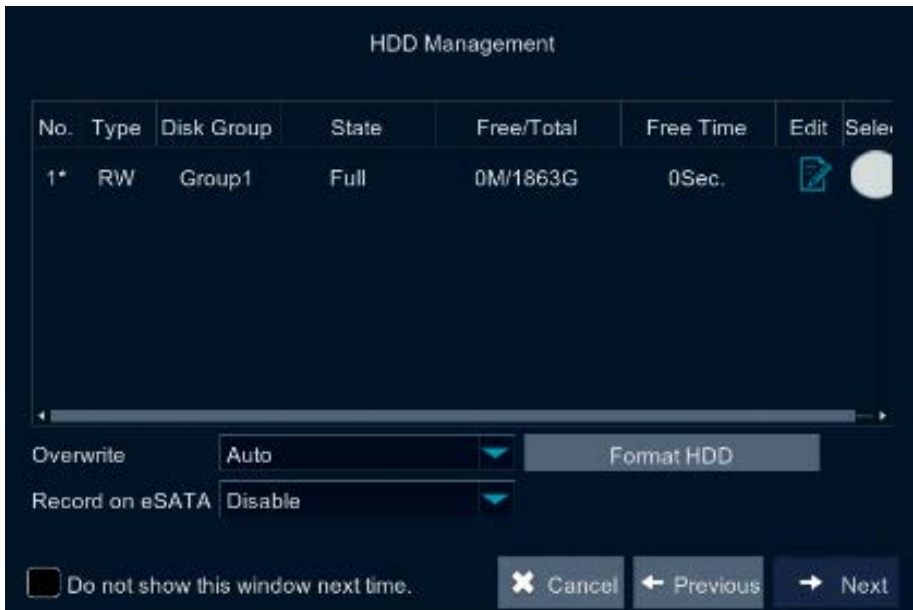 HDD Management
No. Type Disk Group State Free/Total Free Time Edit Selec
1* RW Group1 Full 0M/1863G 0Sec.
Overwrite Auto Format HDD
Record on eSATA Disable
Do not show this window next time. Cancel Previous Next